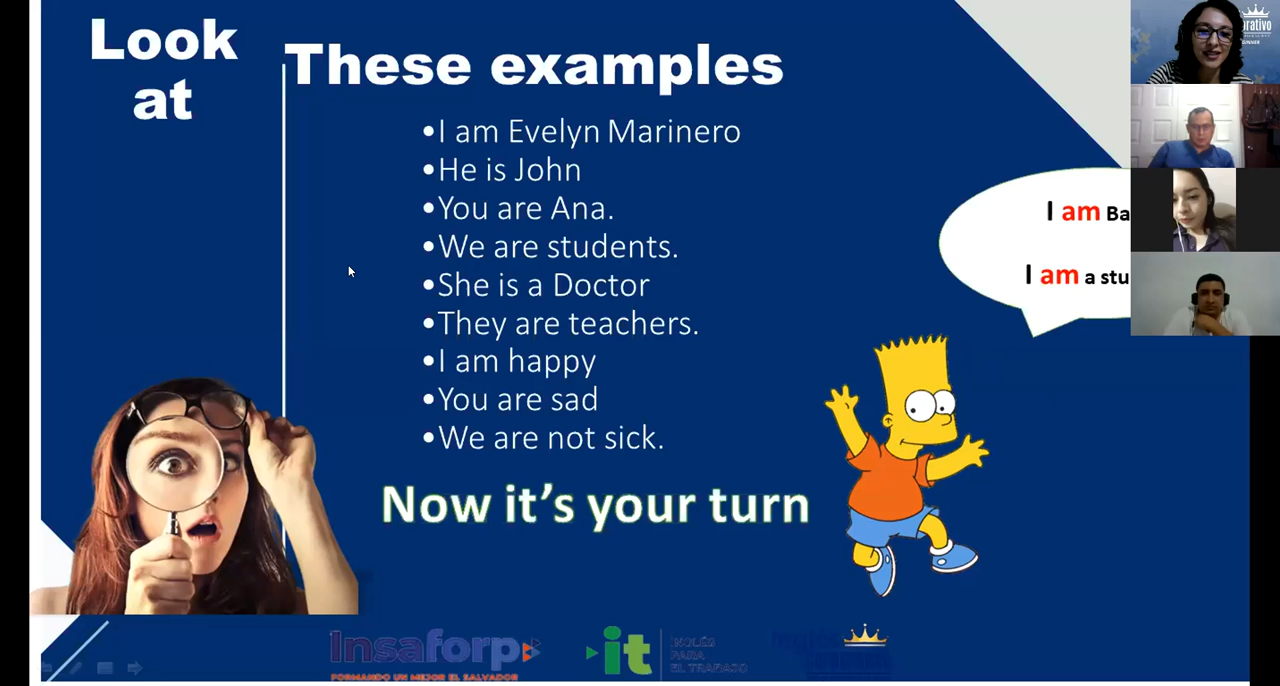 Look
at
These examples
•I am Evelyn Marinero
•He is John
•You are Ana.
•We are students.
•She is a Doctor
•They are teachers.
•I am happy
•You are sad
•We are not sick.
Now it's your turn
I am Ba
I am a stu
Insaforp
FORMANDO UN MEJOR EL SALVADOR
it
INGLÉS
PARA
EL TRABAJO